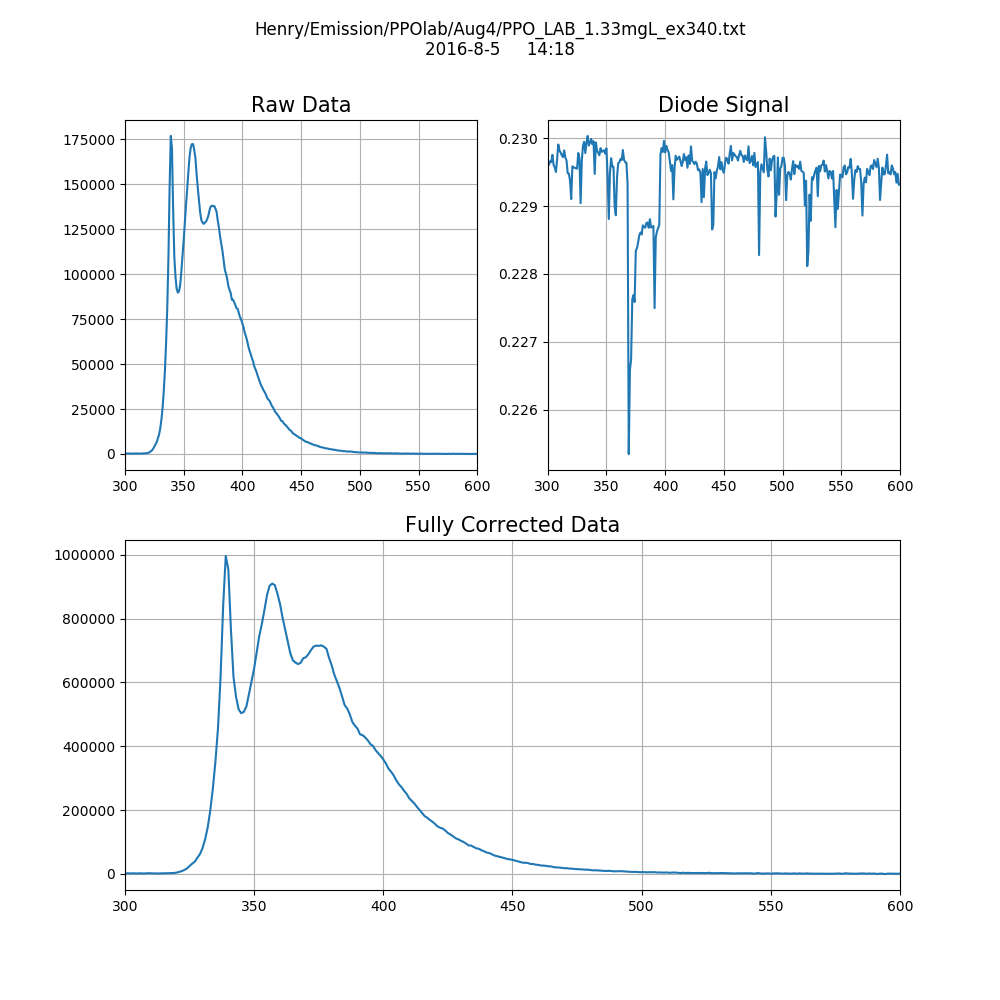 Henry/Emission/PPOlab/Aug4/PPO_LAB_1.33mgL_ex340.txt
2016-8-5 14:18
Raw Data
175000
150000
125000
100000
75000
50000
25000
0
300 350 400 450 500 550 600
Diode Signal
0.230
0.229
0.228
0.227
0.226
300 350 400 450 500 550 600
Fully Corrected Data
1000000
800000
600000
400000
200000
0
300 350 400 450 500 550 600